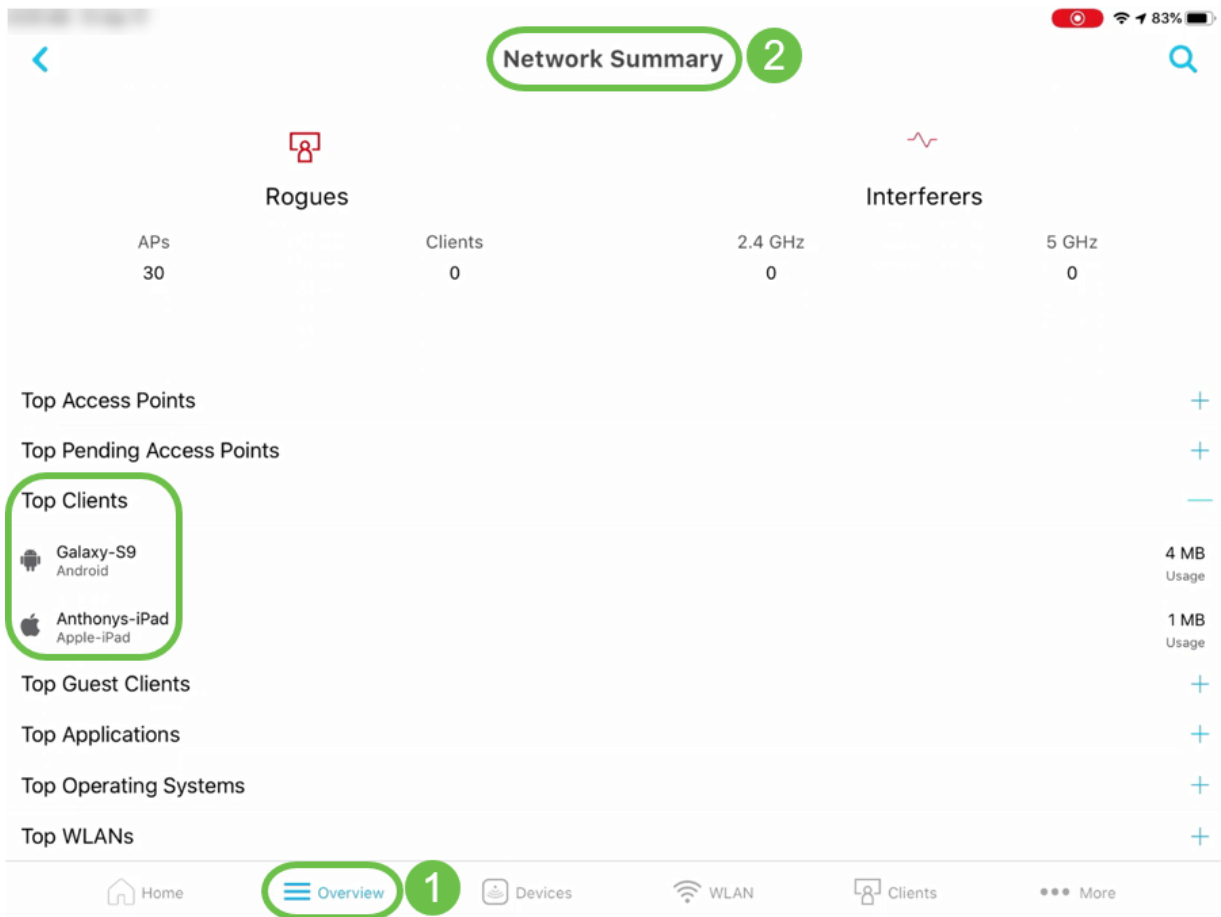 83%
Network Summary 2
Rogues Interferers
APs Clients 2.4 GHz 5 GHz
30 0 0 0
Top Access Points +
Top Pending Access Points +
Top Clients
Galaxy-S9 4 MB
Android Usage
Anthonys-iPad 1 MB
Apple-iPad Usage
Top Guest Clients +
Top Applications +
Top Operating Systems +
Top WLANs +
Home Overview 1 Devices WLAN Clients More